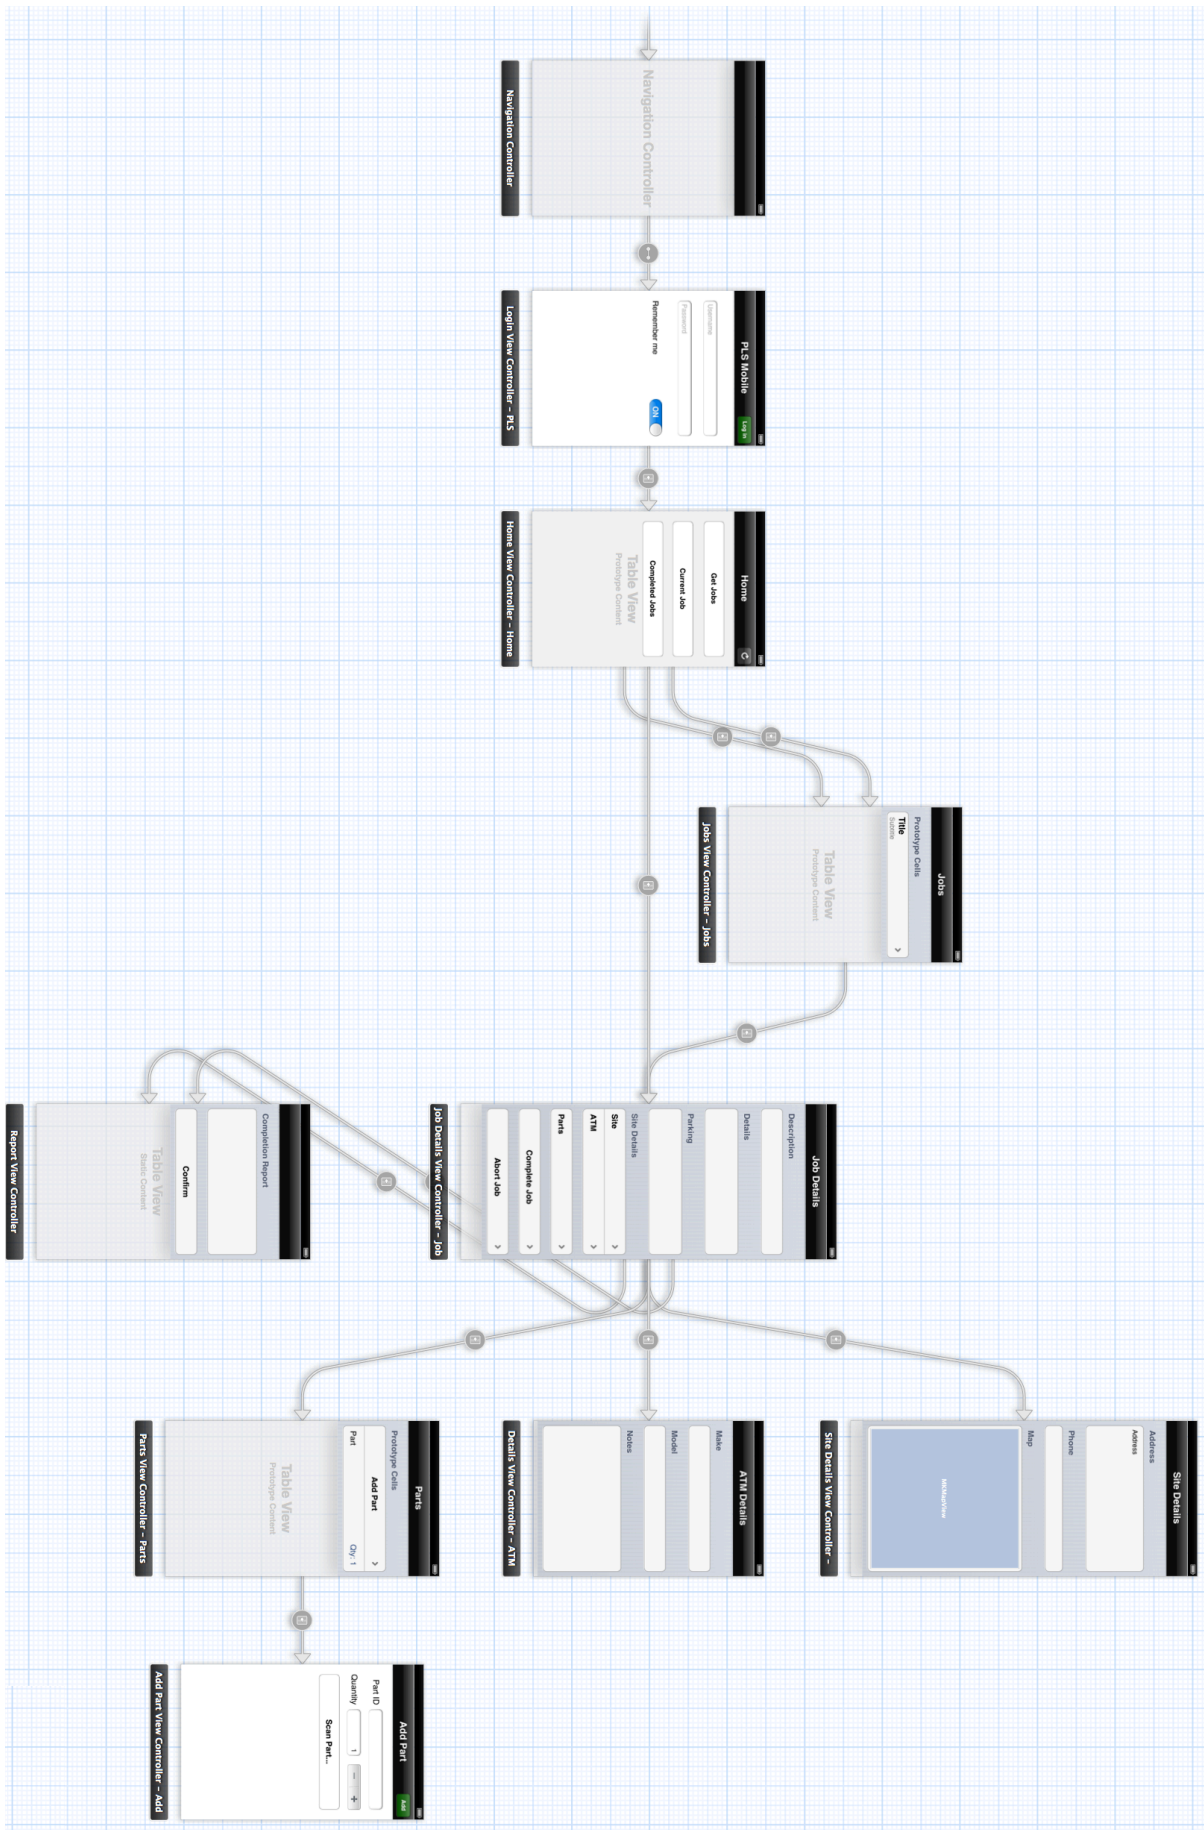 Navigation Controller
Navigation Controller
PLS Mobile
Log in
Username
Password
Remember me
ON
Login View Controller – PLS
Home
Get Jobs
Current Job
Completed Jobs
Table View
Prototype Content
Home View Controller – Home
Jobs
Prototype Cells
Title
Subtitle
Table View
Prototype Content
Jobs View Controller – Jobs
Job Details
Description
Details
Parking
Site Details
Site
ATM
Parts
Complete Job
Abort Job
Job Details View Controller – Job
Completion Report
Confirm
Table View
Static Content
Report View Controller
Site Details
Address
Address
Phone
Map
MKMapView
Site Details View Controller –
ATM Details
Make
Model
Notes
Details View Controller – ATM
Parts
Prototype Cells
Add Part
Part Qty: 1
Table View
Prototype Content
Parts View Controller – Parts
Add Part
Add
Part ID
Quantity 1 − +
Scan Part...
Add Part View Controller – Add